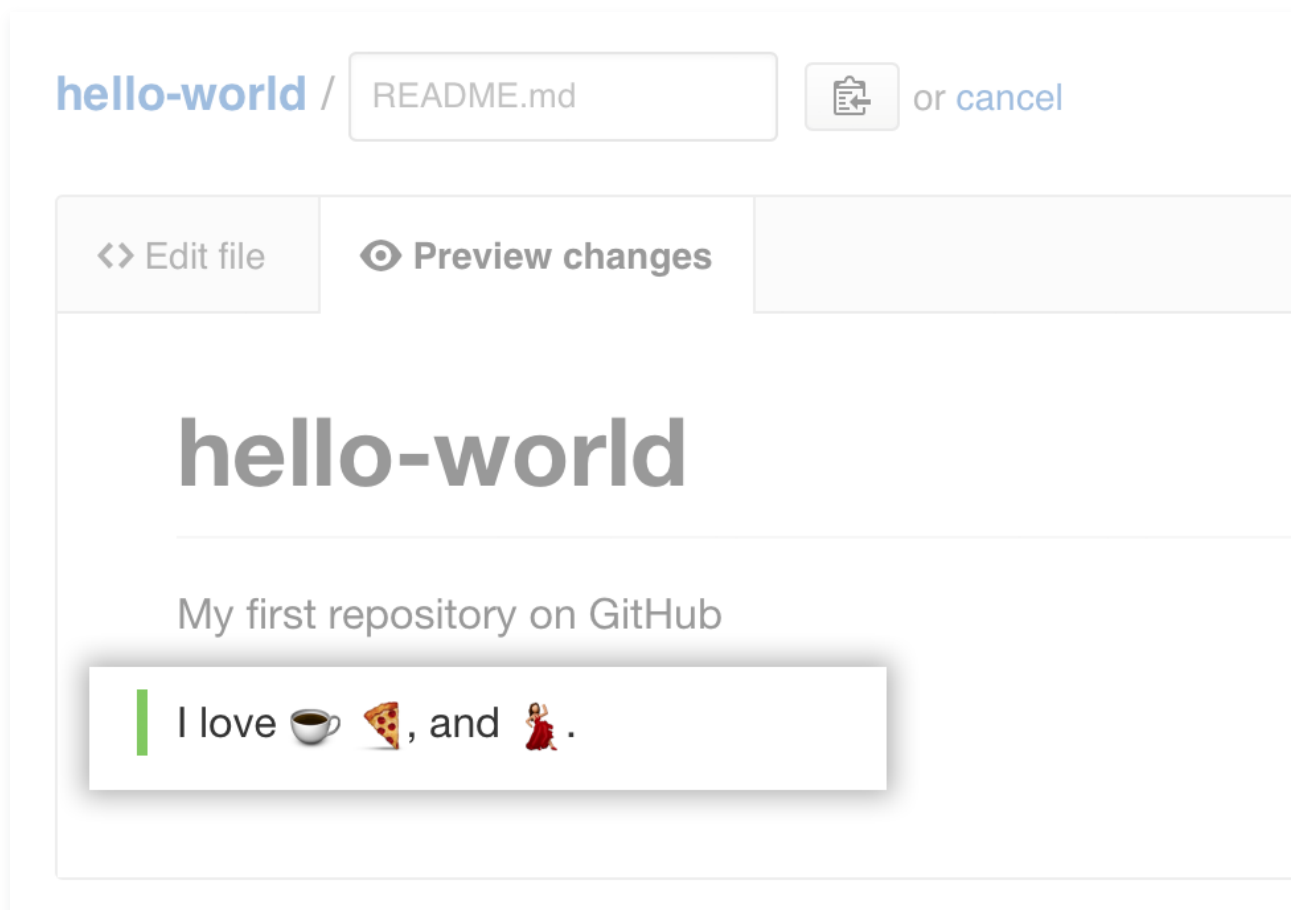 hello-world / README.md or cancel
<> Edit file Preview changes
hello-world
My first repository on GitHub
I love ☕ 🍕, and 💃.